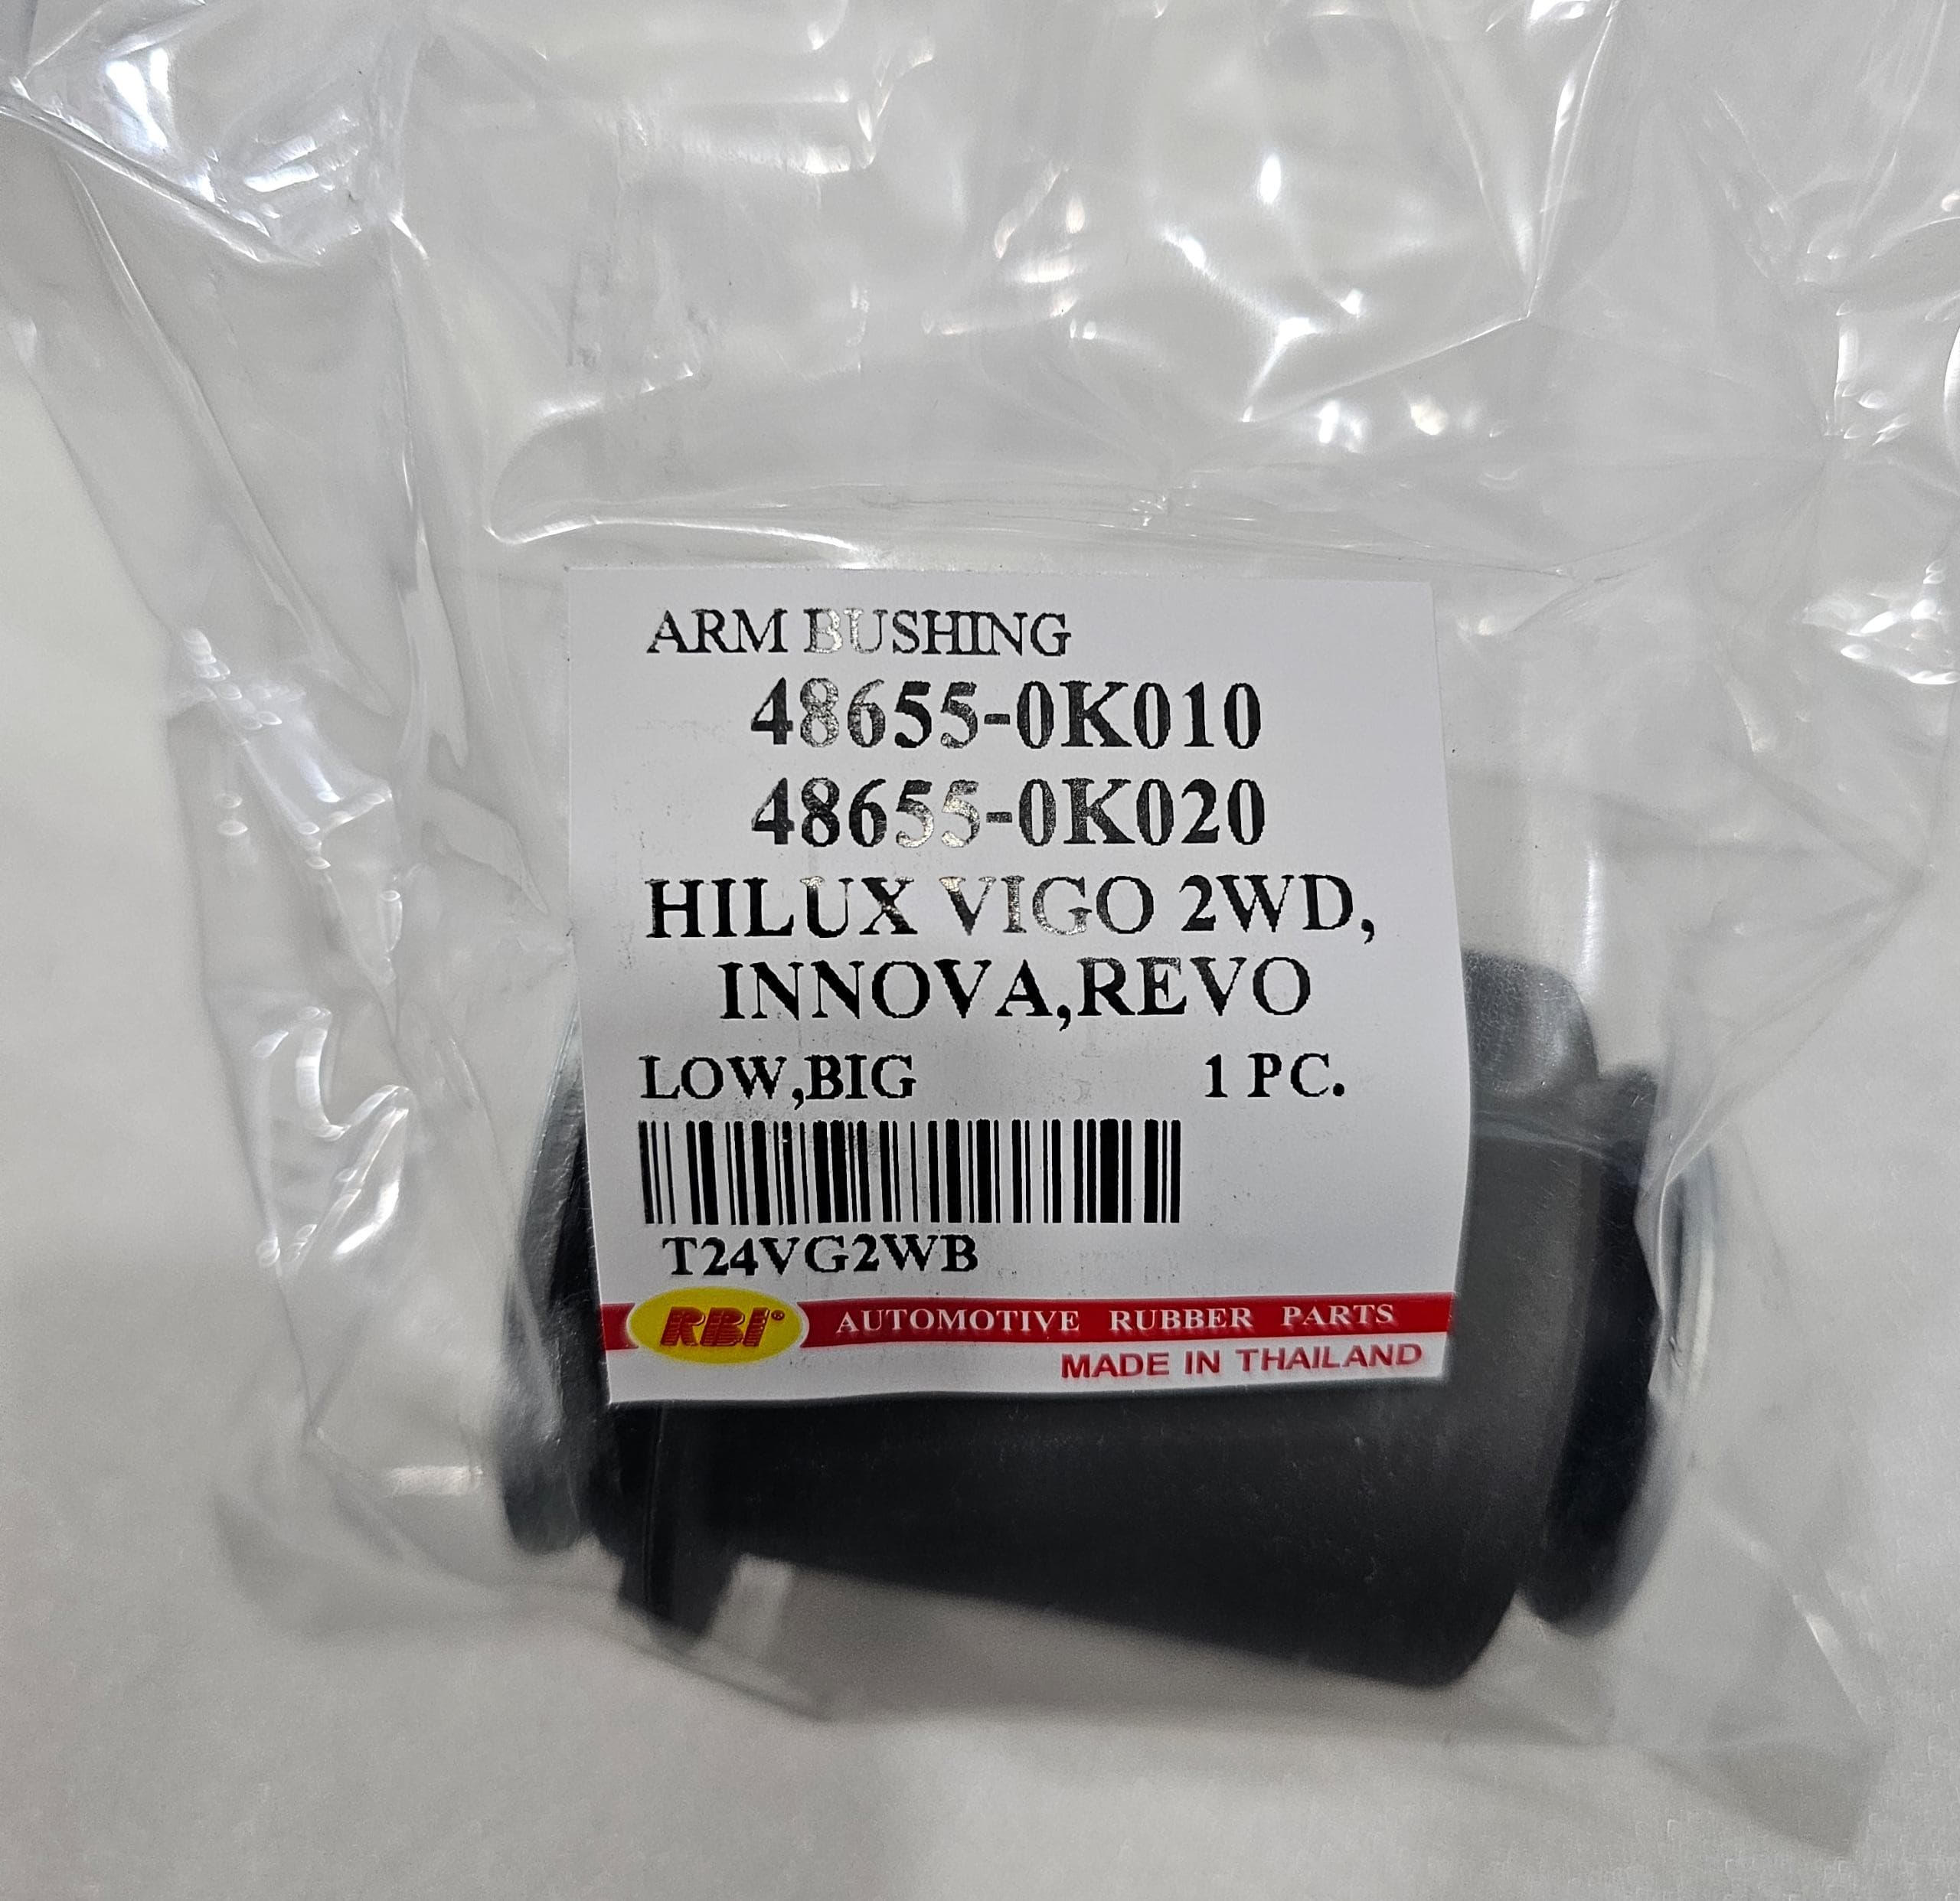 ARM BUSHING
48655-0K010
48655-0K020
HILUX VIGO 2WD,
INNOVA,REVO
LOW,BIG 1 PC.
T24VG2WB
RBI® AUTOMOTIVE RUBBER PARTS
MADE IN THAILAND